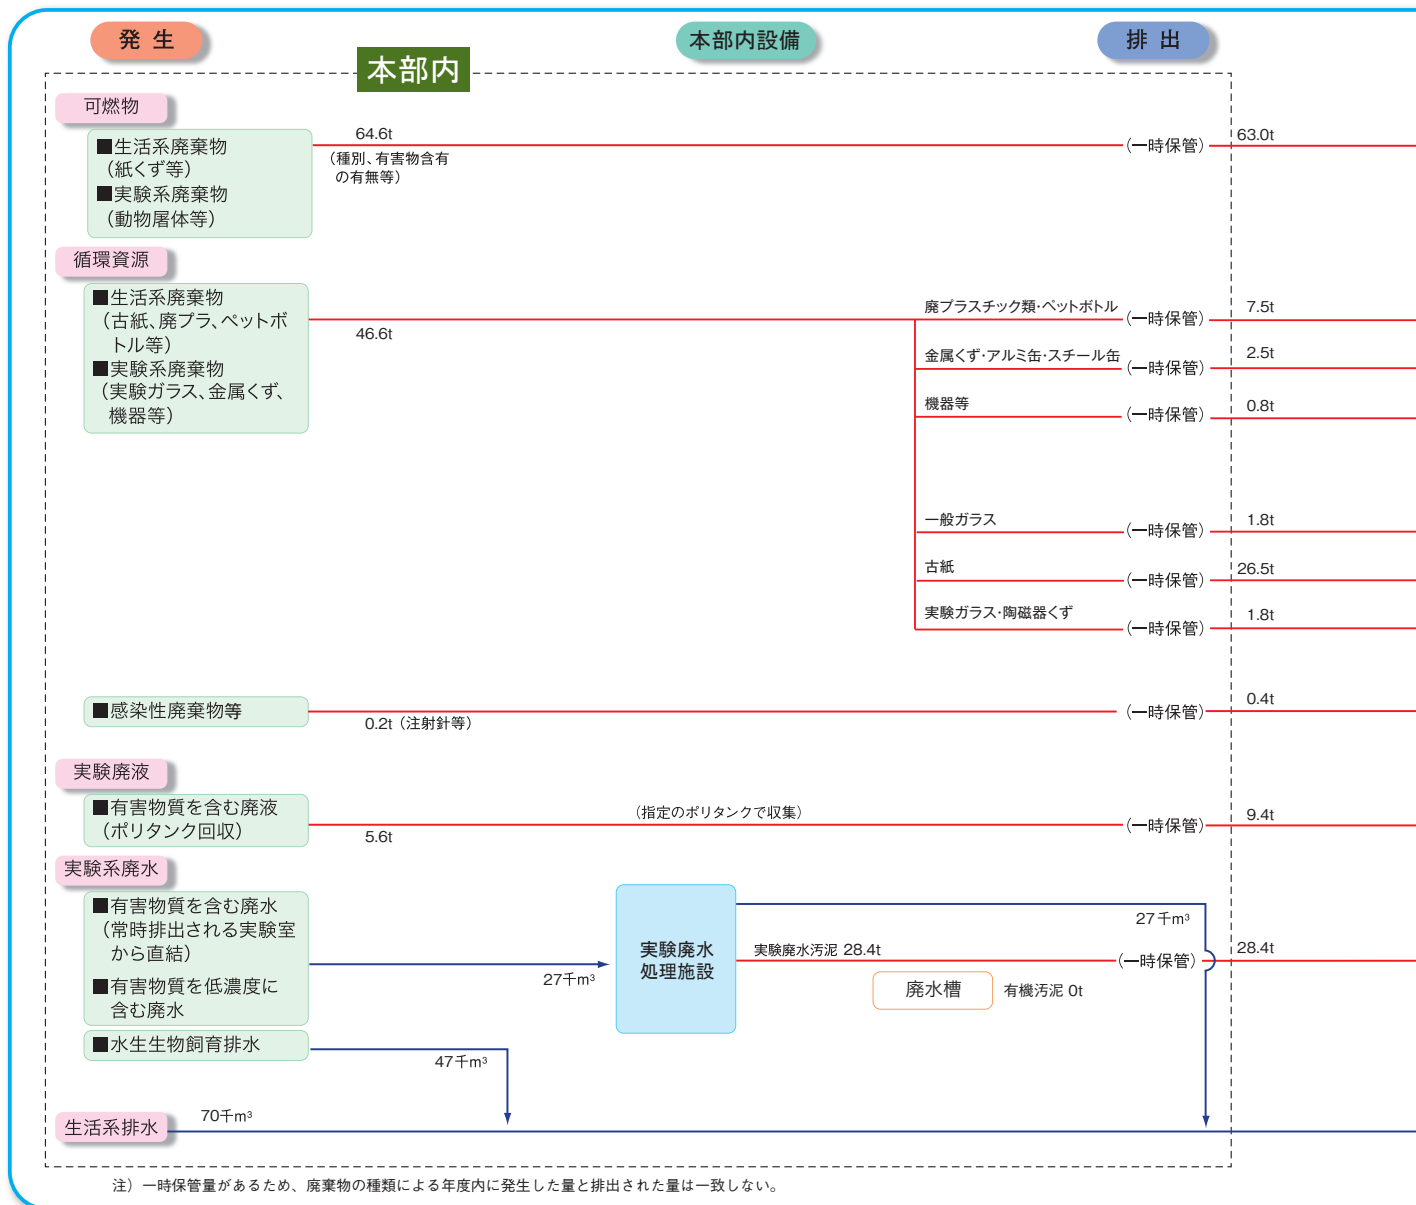 発 生
本部内設備
排 出
本部内
可燃物
■生活系廃棄物
（紙くず等）
■実験系廃棄物
（動物屠体等）
64.6t
（種別、有害物含有
の有無等）
（一時保管）
63.0t
循環資源
■生活系廃棄物
（古紙、廃プラ、ペットボ
トル等）
■実験系廃棄物
（実験ガラス、金属くず、
機器等）
46.6t
廃プラスチック類・ペットボトル
（一時保管）
7.5t
金属くず・アルミ缶・スチール缶
（一時保管）
2.5t
機器等
（一時保管）
0.8t
一般ガラス
（一時保管）
1.8t
古紙
（一時保管）
26.5t
実験ガラス・陶磁器くず
（一時保管）
1.8t
■感染性廃棄物等
0.2t（注射針等）
（一時保管）
0.4t
実験廃液
■有害物質を含む廃液
（ポリタンク回収）
5.6t
（指定のポリタンクで収集）
（一時保管）
9.4t
実験系廃水
■有害物質を含む廃水
（常時排出される実験室
から直結）
■有害物質を低濃度に
含む廃水
27千m³
実験廃水
処理施設
27千m³
実験廃水汚泥 28.4t
（一時保管）
28.4t
廃水槽
有機汚泥 0t
■水生生物飼育排水
47千m³
生活系排水
70千m³
注）一時保管量があるため、廃棄物の種類による年度内に発生した量と排出された量は一致しない。